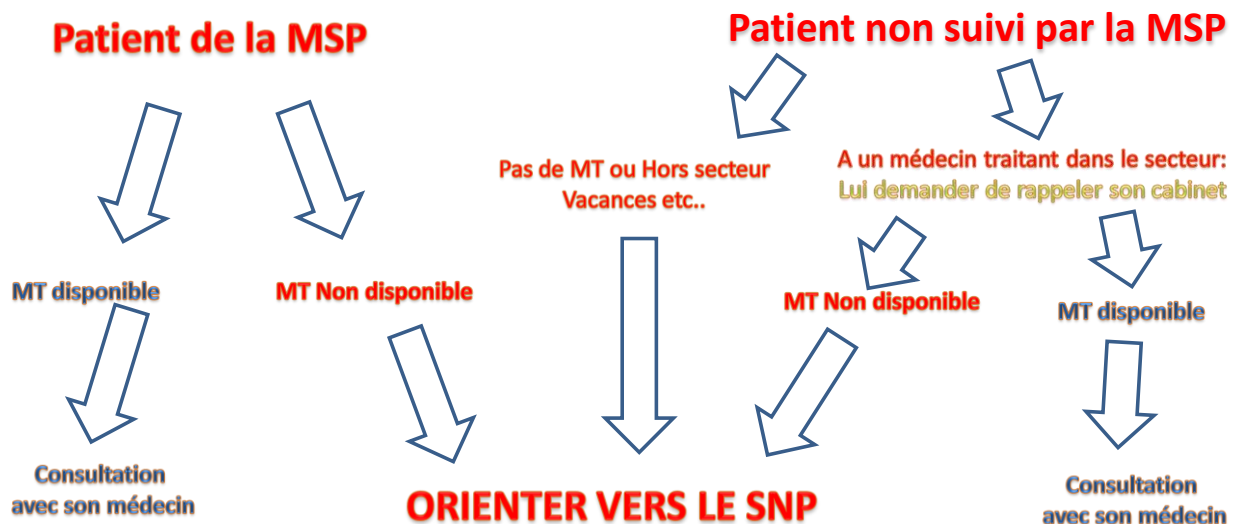 Patient de la MSP
Patient non suivi par la MSP
Pas de MT ou Hors secteur
Vacances etc..
A un médecin traitant dans le secteur:
Lui demander de rappeler son cabinet
MT disponible
MT Non disponible
MT Non disponible
MT disponible
Consultation
avec son médecin
ORIENTER VERS LE SNP
Consultation
avec son médecin